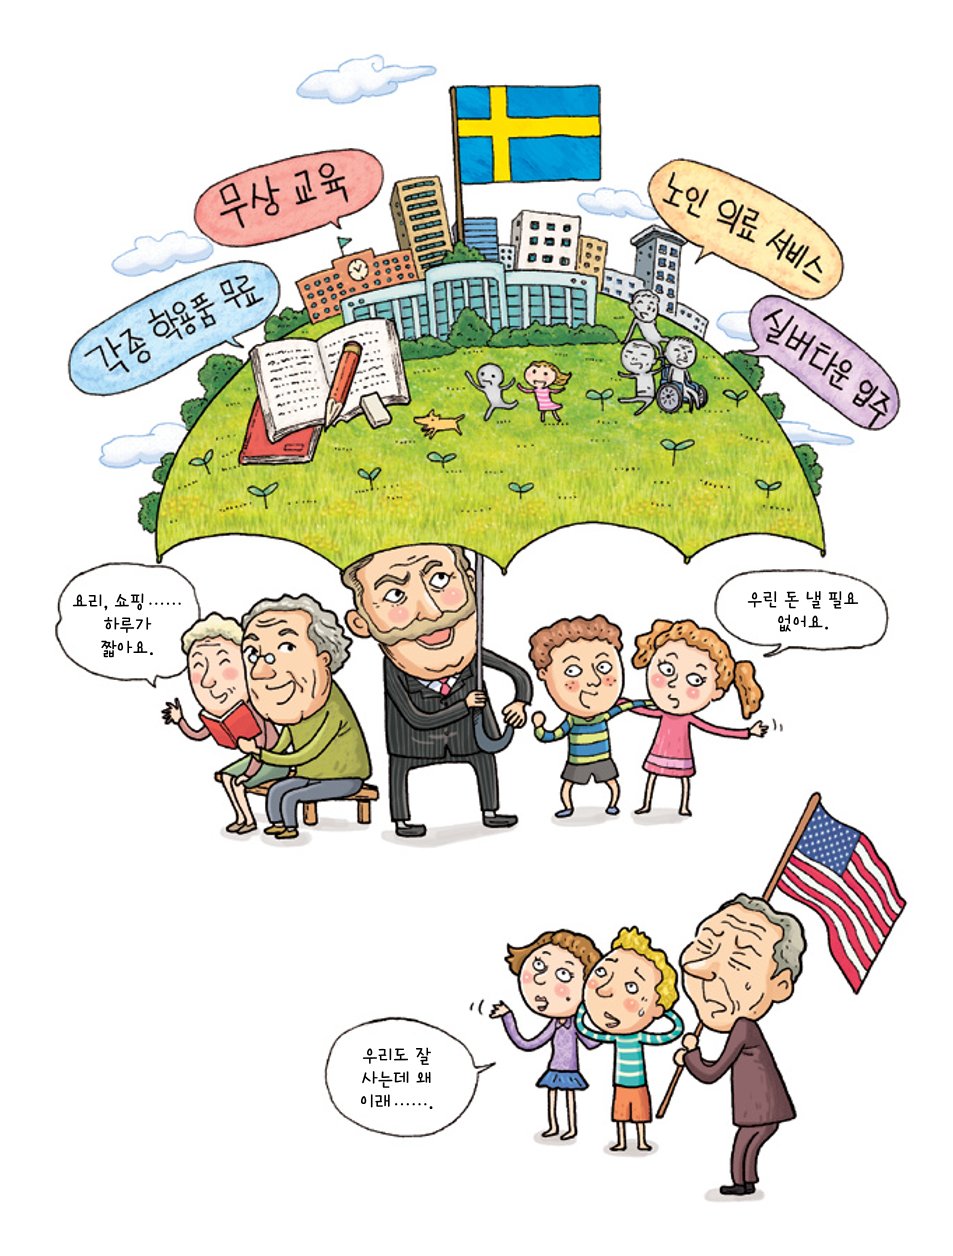 무상 교육
노인 의료 서비스
각종 학용품 무료
실버타운 입주
요리, 쇼핑……
하루가
짧아요.
우린 돈 낼 필요
없어요.
우리도 잘
사는데 왜
이래…….